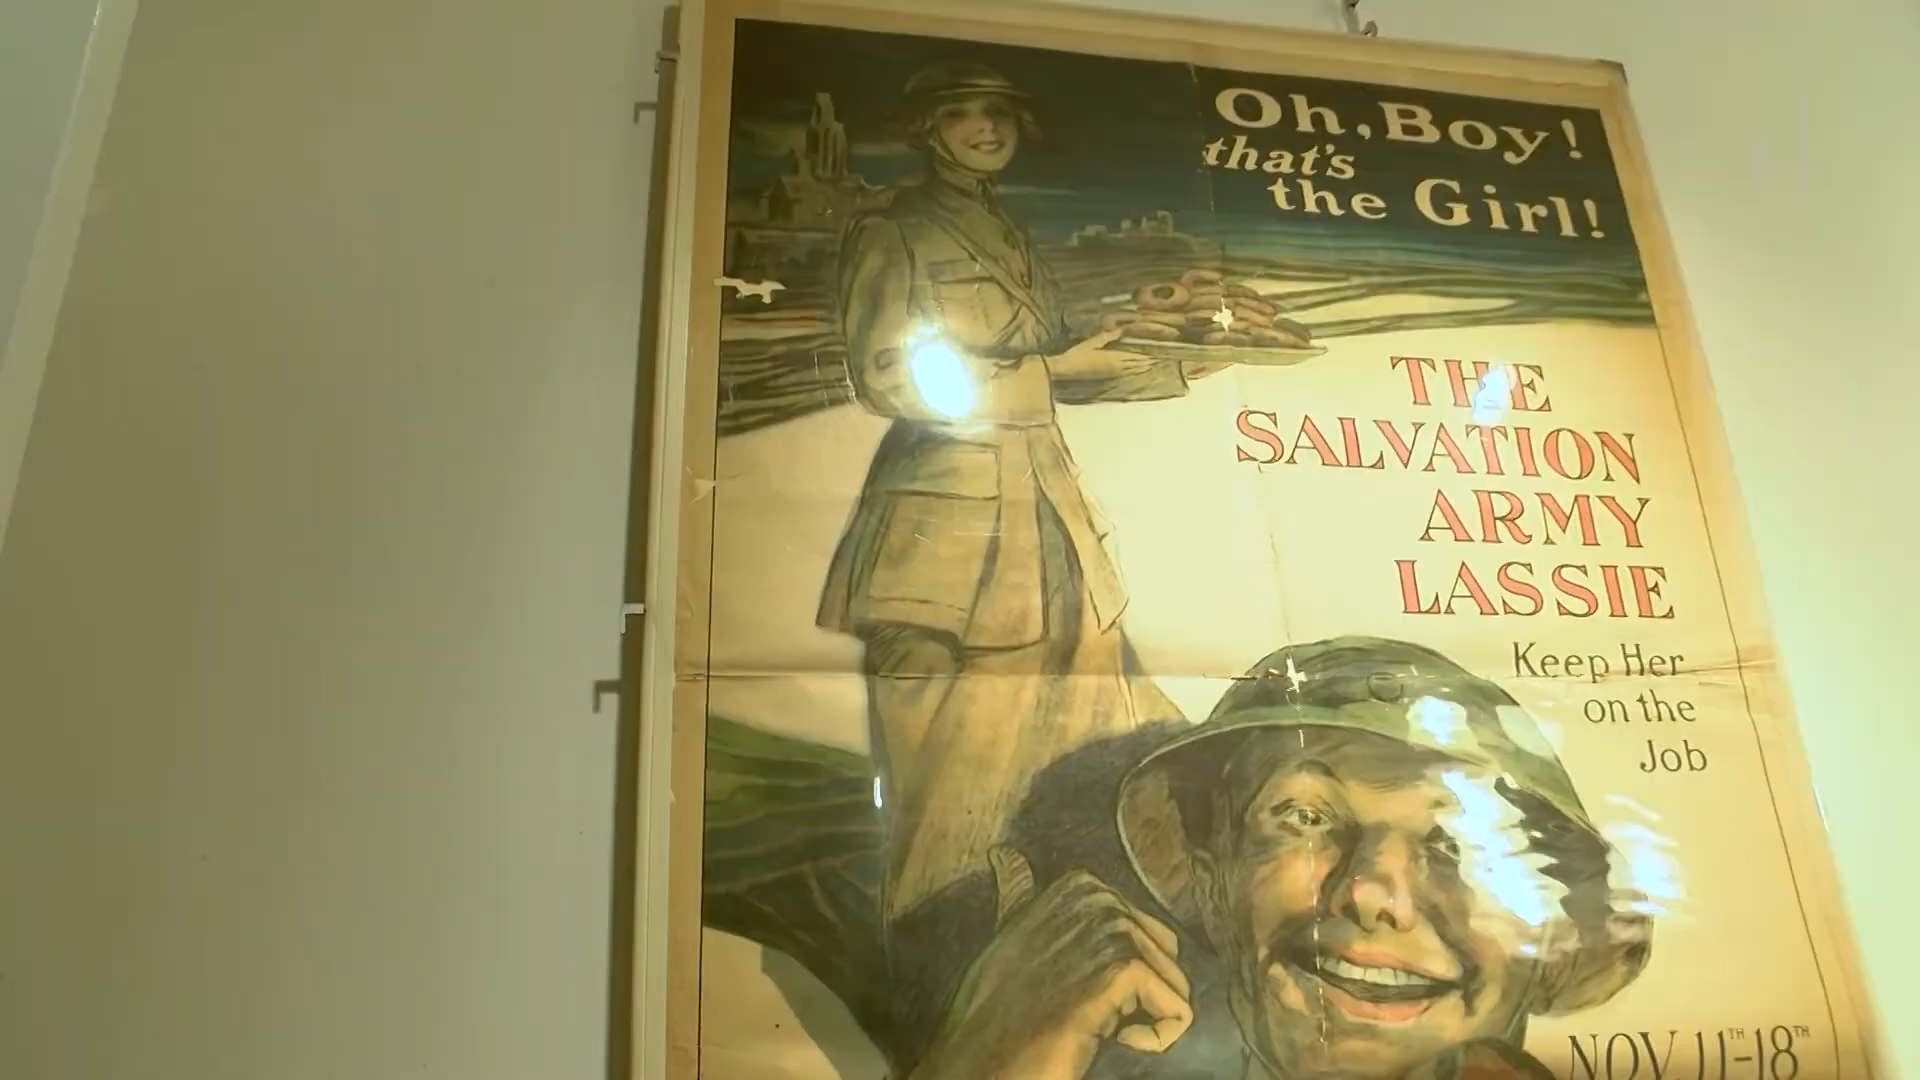 Oh, Boy!
that's
the Girl!
THE
SALVATION
ARMY
LASSIE
Keep Her
on the
Job
NOV 11TH-18TH